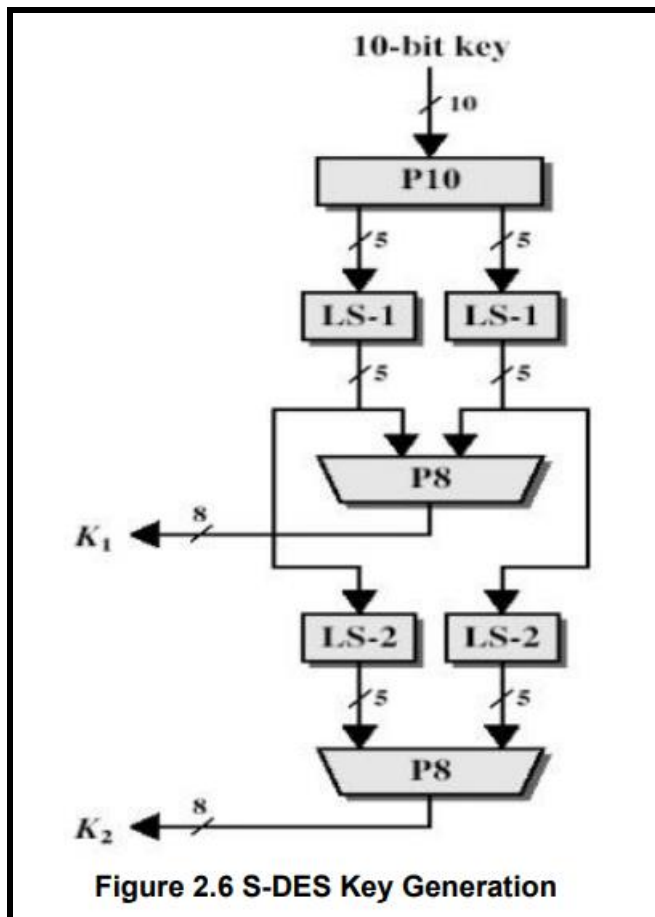 10-bit key
10
P10
5 5
LS-1 LS-1
5 5
P8
8
K1
LS-2 LS-2
5 5
P8
8
K2
Figure 2.6 S-DES Key Generation